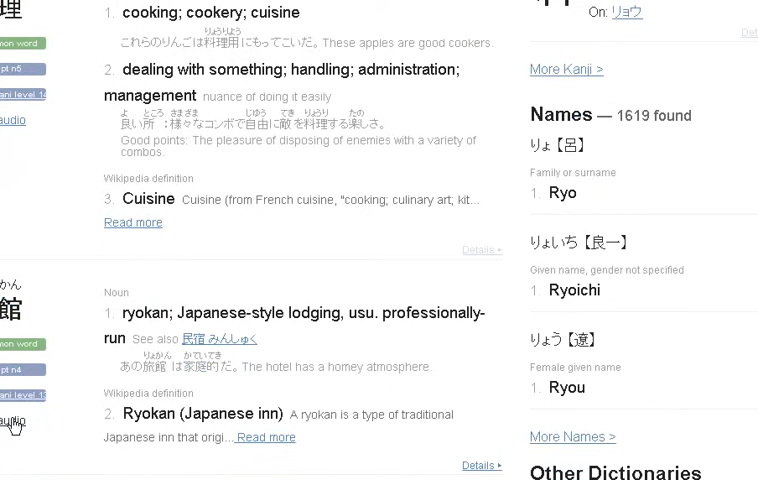 理
mon word
pt n5
ani level 14
audio
1. cooking; cookery; cuisine
りょうりよう
これらのりんごは料理用にもってこいだ。 These apples are good cookers.
2. dealing with something; handling; administration;
management nuance of doing it easily
よ ところ さまざま じゆう てき りょうり たの
良い所 :様々なコンボで自由に敵を料理する楽しさ。
Good points: The pleasure of disposing of enemies with a variety of
combos.
Wikipedia definition
3. Cuisine Cuisine (from French cuisine, "cooking; culinary art; kit...
Read more
Details ▸
かん
館
mon word
pt n4
ani level 13
audio
Noun
1. ryokan; Japanese-style lodging, usu. professionally-
run See also 民宿 みんしゅく
りょかん かていてき
あの旅館 は家庭的だ。 The hotel has a homey atmosphere.
Wikipedia definition
2. Ryokan (Japanese inn) A ryokan is a type of traditional
Japanese inn that origi... Read more
Details ▸
On: リョウ
Det
More Kanji >
Names — 1619 found
りょ 【呂】
Family or surname
1. Ryo
りょいち 【良一】
Given name, gender not specified
1. Ryoichi
りょう 【遼】
Female given name
1. Ryou
More Names >
Other Dictionaries